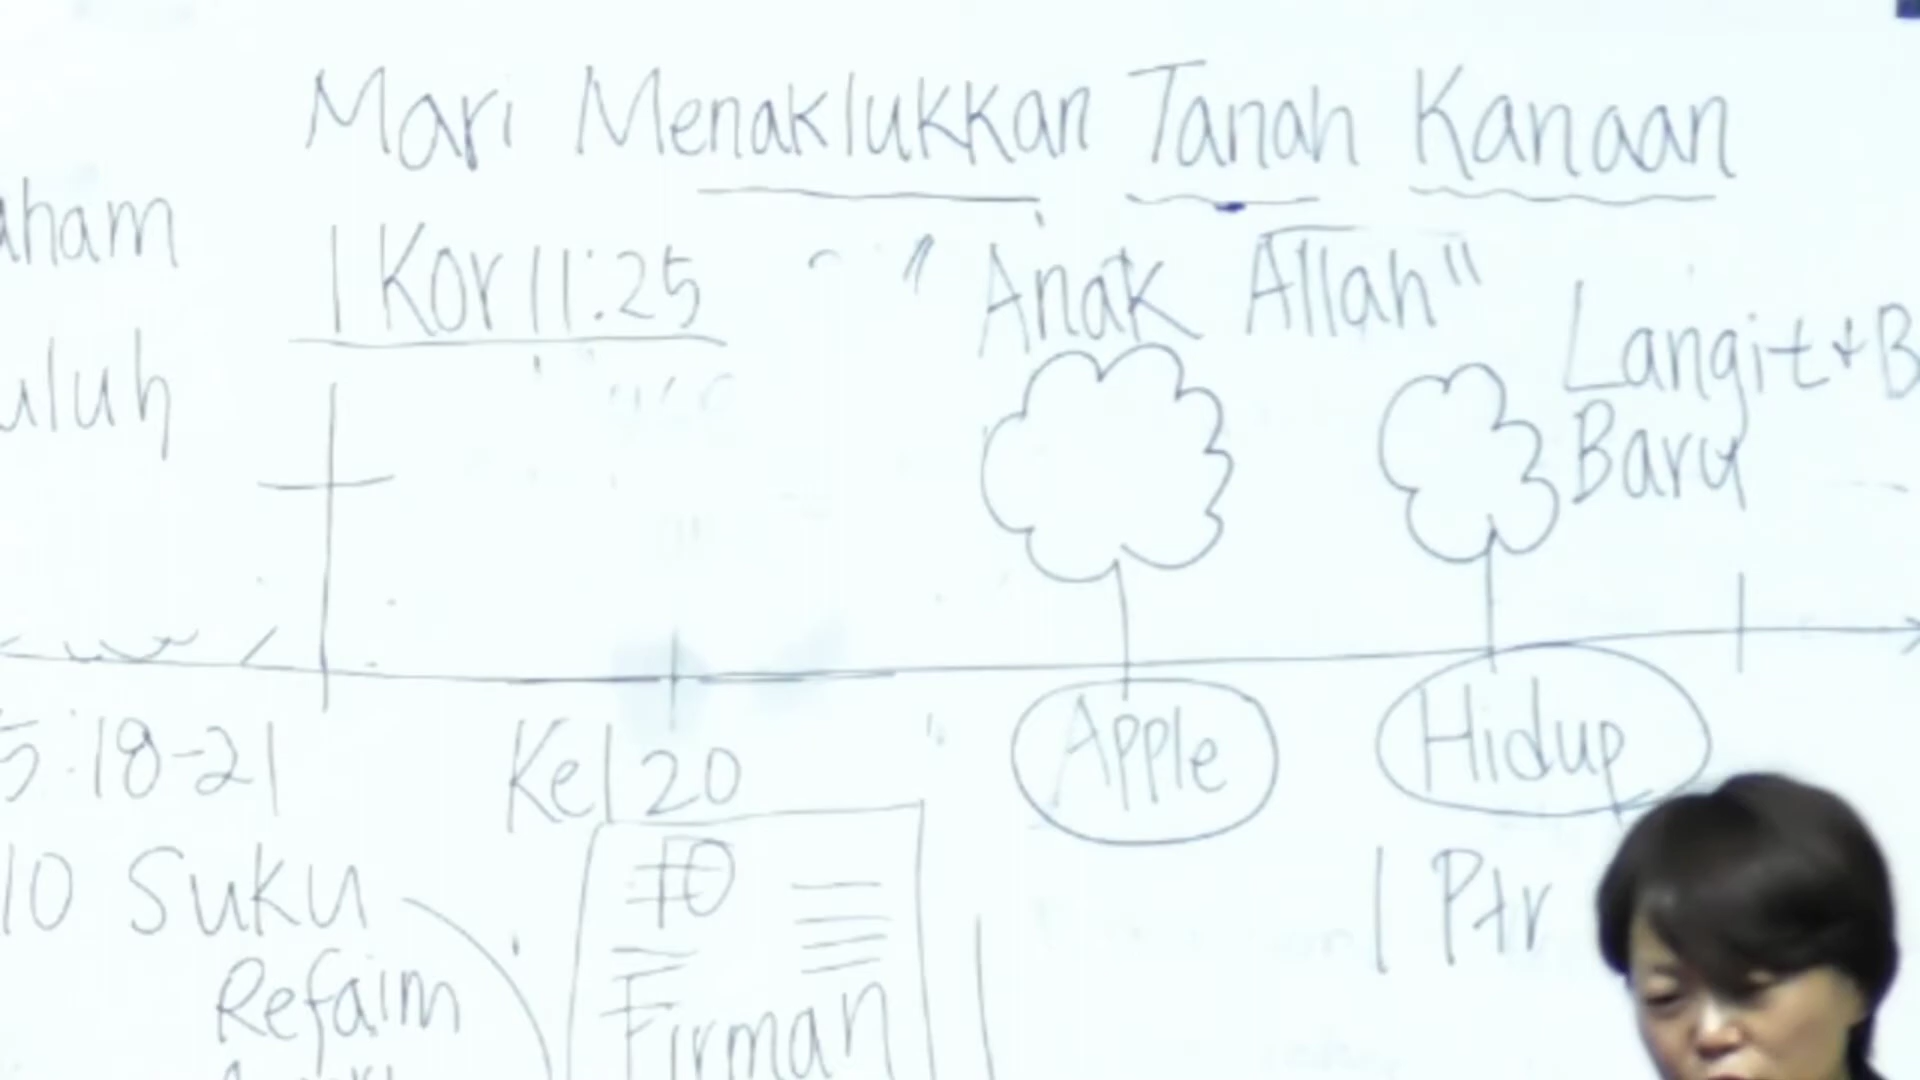 Mari Menaklukkan Tanah Kanaan
aham
1 Kor 11:25
"Anak Allah"
Langit + B
Baru
uluh
5:18-21
Kel 20
Apple
Hidup
10 Suku
Refaim
10
Firman
1 Ptr